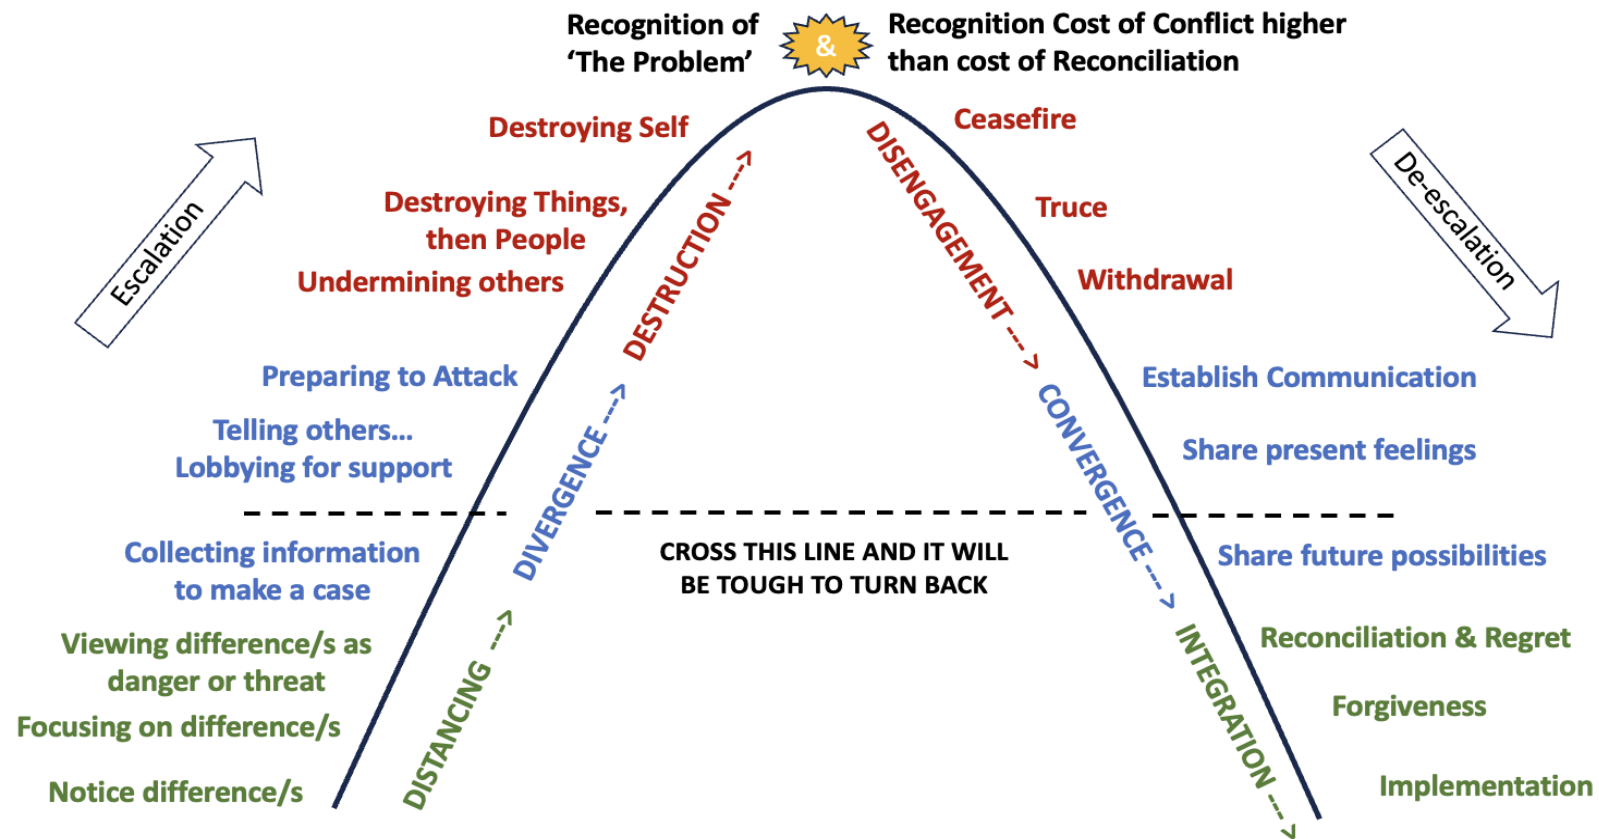 Recognition of
‘The Problem’
&
Recognition Cost of Conflict higher
than cost of Reconciliation
Escalation
Destroying Self
Destroying Things,
then People
Undermining others
Preparing to Attack
Telling others...
Lobbying for support
Collecting information
to make a case
Viewing difference/s as
danger or threat
Focusing on difference/s
Notice difference/s
DISTANCING ---->
DIVERGENCE ---->
DESTRUCTION ---->
CROSS THIS LINE AND IT WILL
BE TOUGH TO TURN BACK
DISENGAGEMENT ---->
CONVERGENCE ---->
INTEGRATION ---->
Ceasefire
Truce
Withdrawal
Establish Communication
Share present feelings
Share future possibilities
Reconciliation & Regret
Forgiveness
Implementation
De-escalation